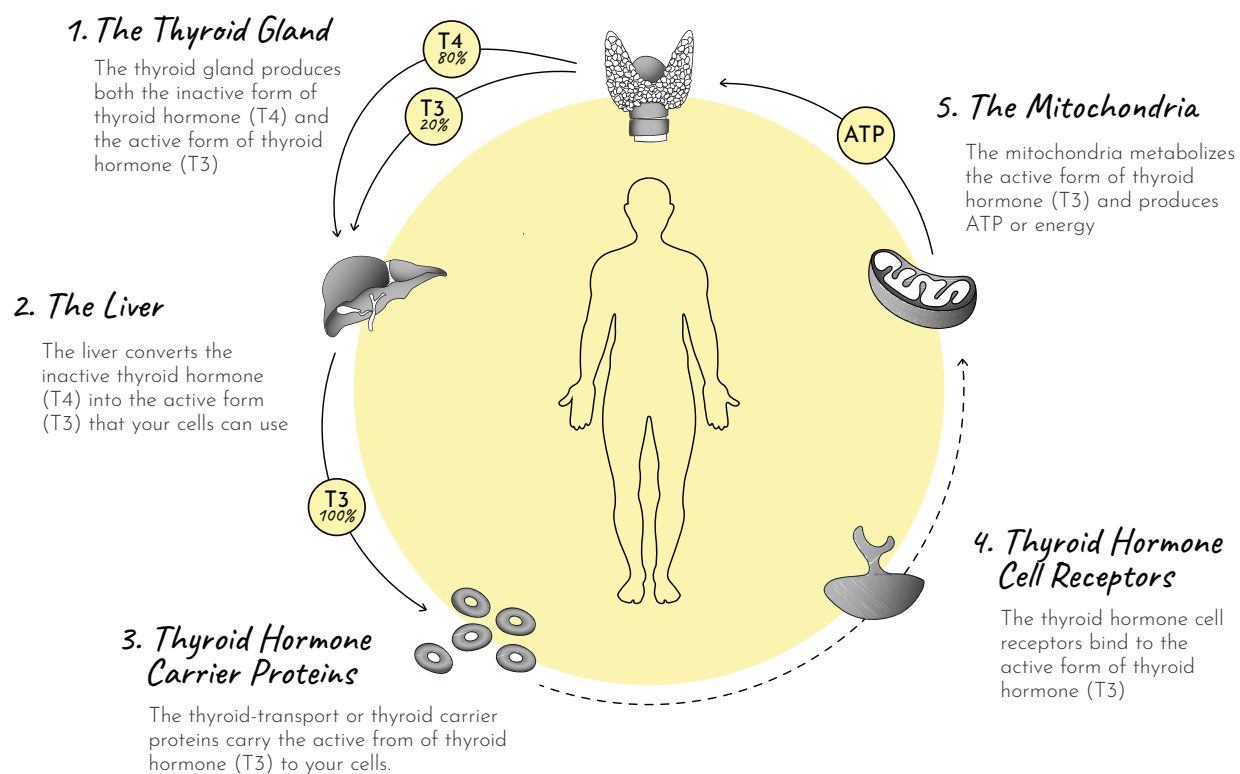 1. The Thyroid Gland
The thyroid gland produces
both the inactive form of
thyroid hormone (T4) and
the active form of thyroid
hormone (T3)
T4
80%
T3
20%
2. The Liver
The liver converts the
inactive thyroid hormone
(T4) into the active form
(T3) that your cells can use
T3
100%
3. Thyroid Hormone
Carrier Proteins
The thyroid-transport or thyroid carrier
proteins carry the active from of thyroid
hormone (T3) to your cells.
4. Thyroid Hormone
Cell Receptors
The thyroid hormone cell
receptors bind to the
active form of thyroid
hormone (T3)
5. The Mitochondria
The mitochondria metabolizes
the active form of thyroid
hormone (T3) and produces
ATP or energy
ATP